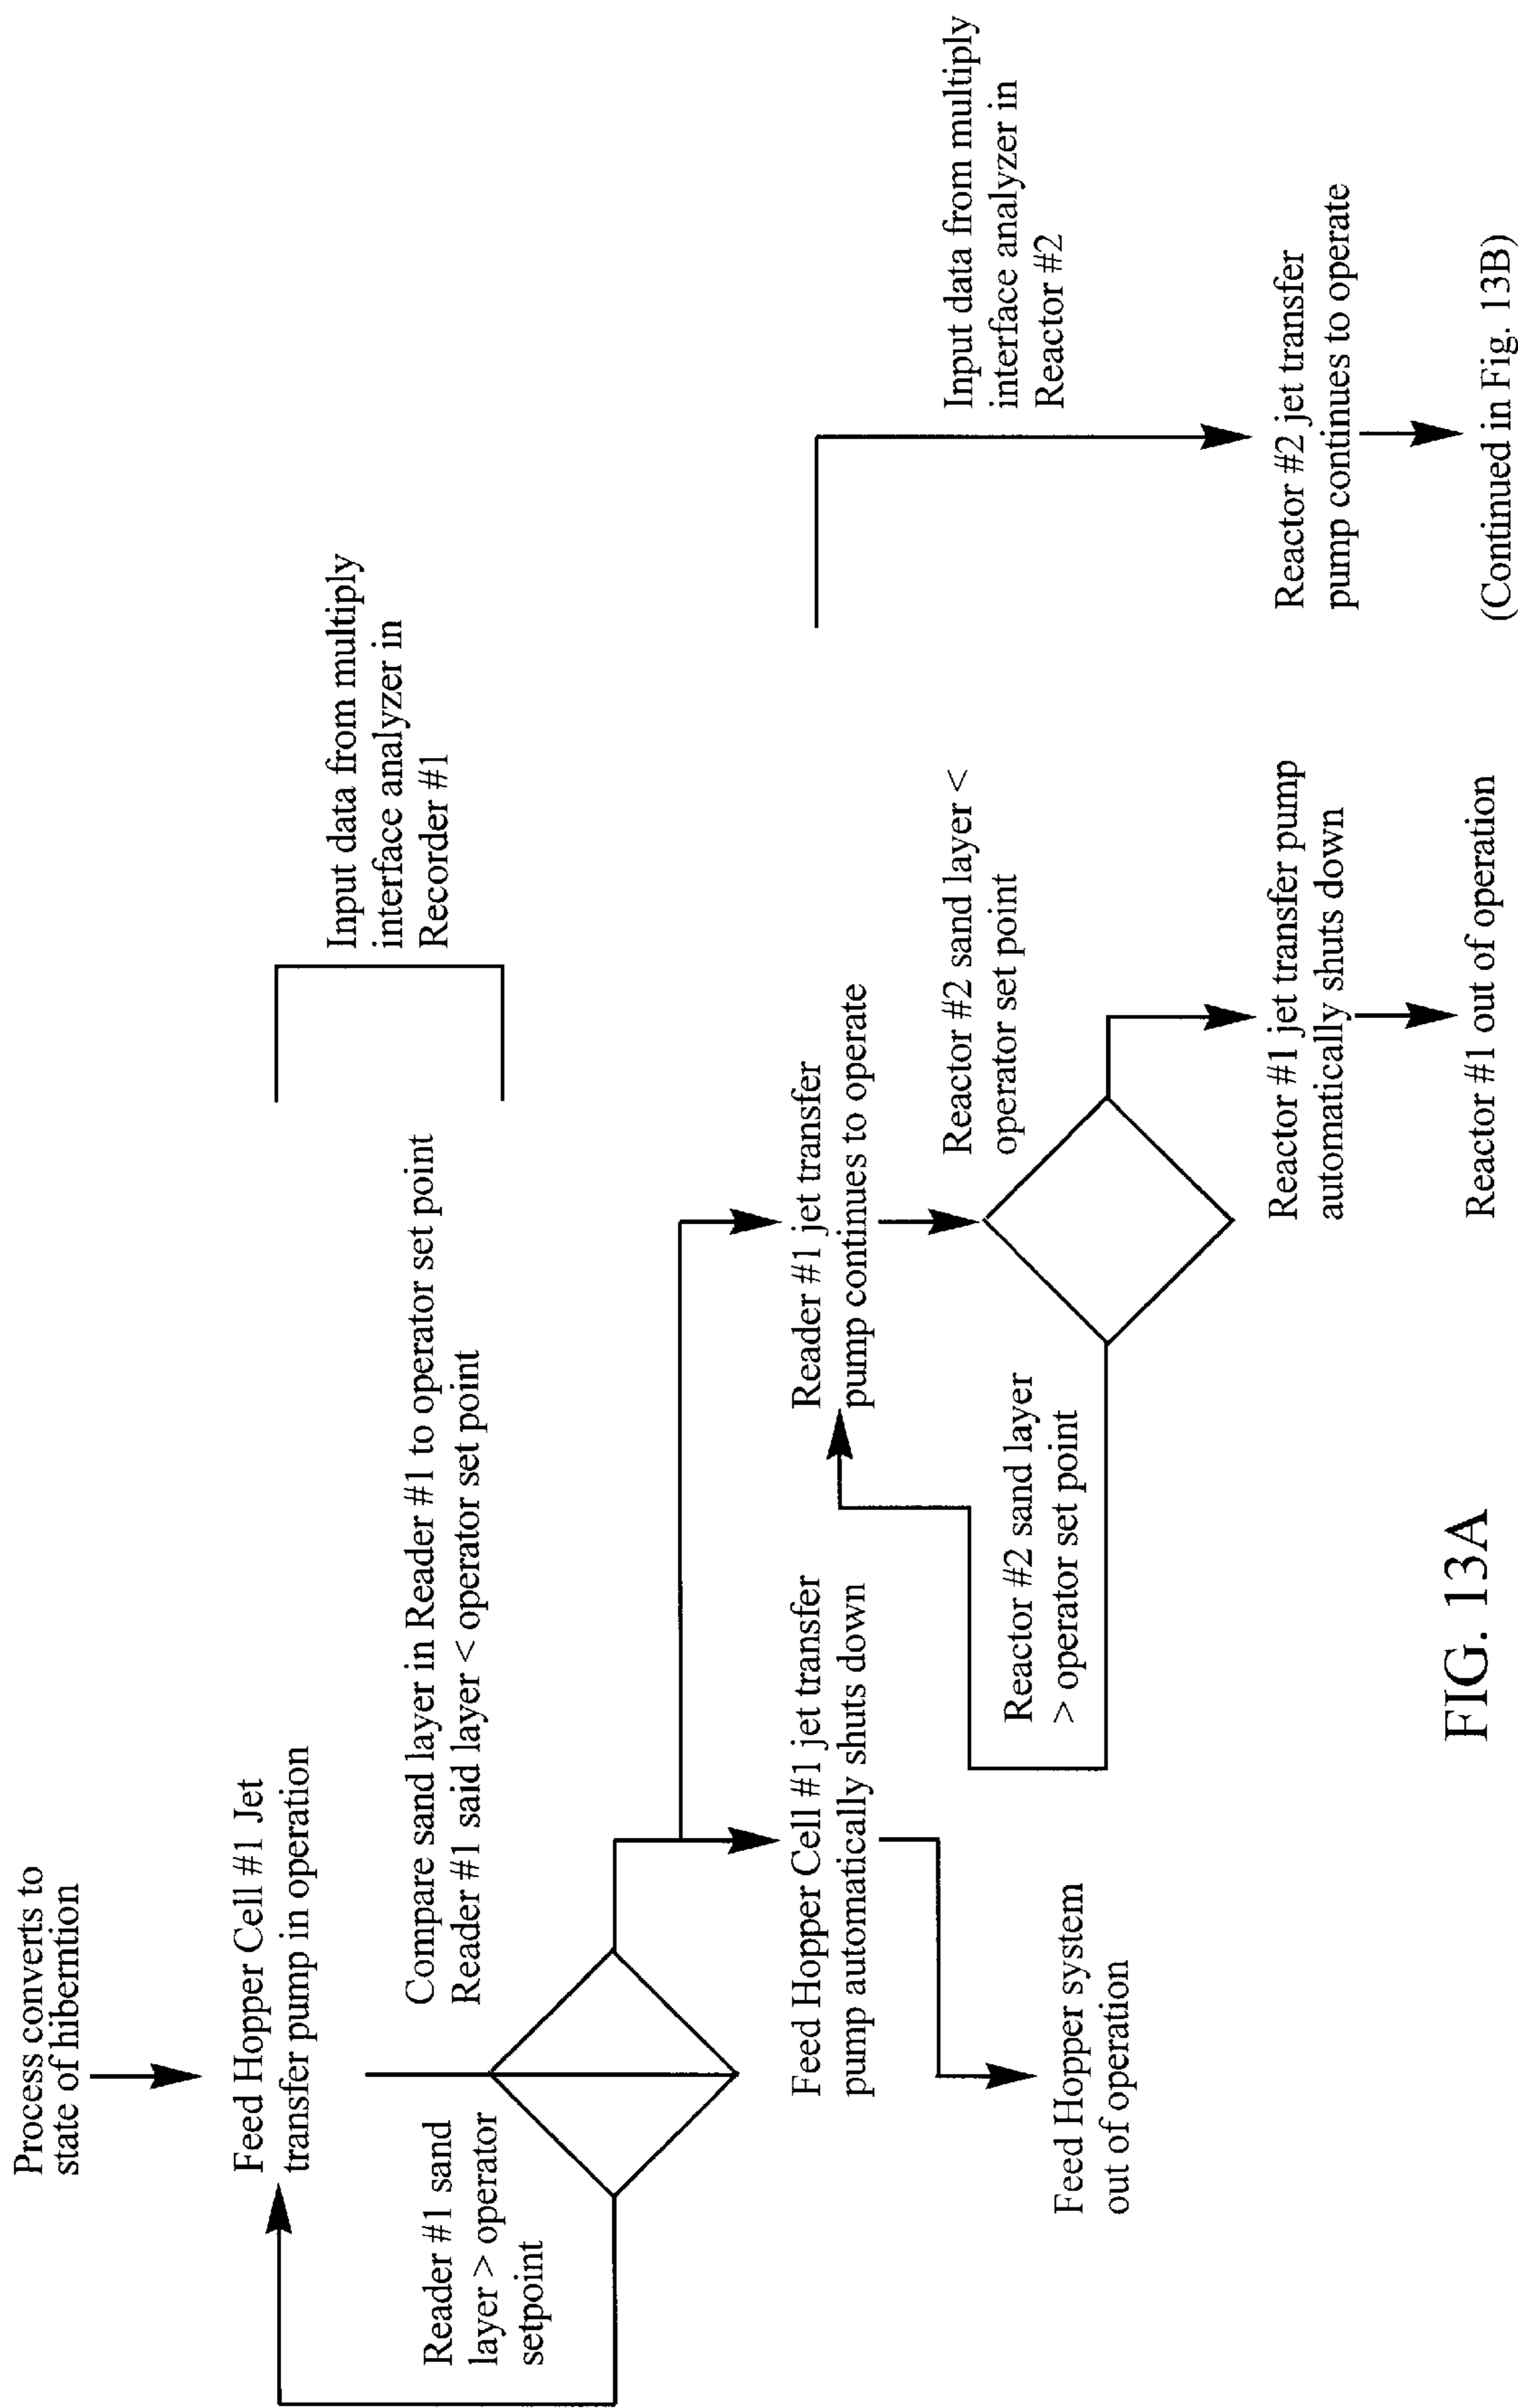 Process converts to
state of hiberntion
Feed Hopper Cell #1 Jet
transfer pump in operation
Input data from multiply
interface analyzer in
Recorder #1
Compare sand layer in Reader #1 to operator set point
Reader #1 said layer < operator set point
Reader #1 sand
layer > operator
setpoint
Feed Hopper Cell #1 jet transfer
pump automatically shuts down
Reader #1 jet transfer
pump continues to operate
Input data from multiply
interface analyzer in
Reactor #2
Reactor #2 sand layer <
operator set point
Reactor #2 sand layer
> operator set point
Feed Hopper system
out of operation
Reactor #1 jet transfer pump
automatically shuts down
Reactor #2 jet transfer
pump continues to operate
Reactor #1 out of operation
(Continued in Fig. 13B)
FIG. 13A